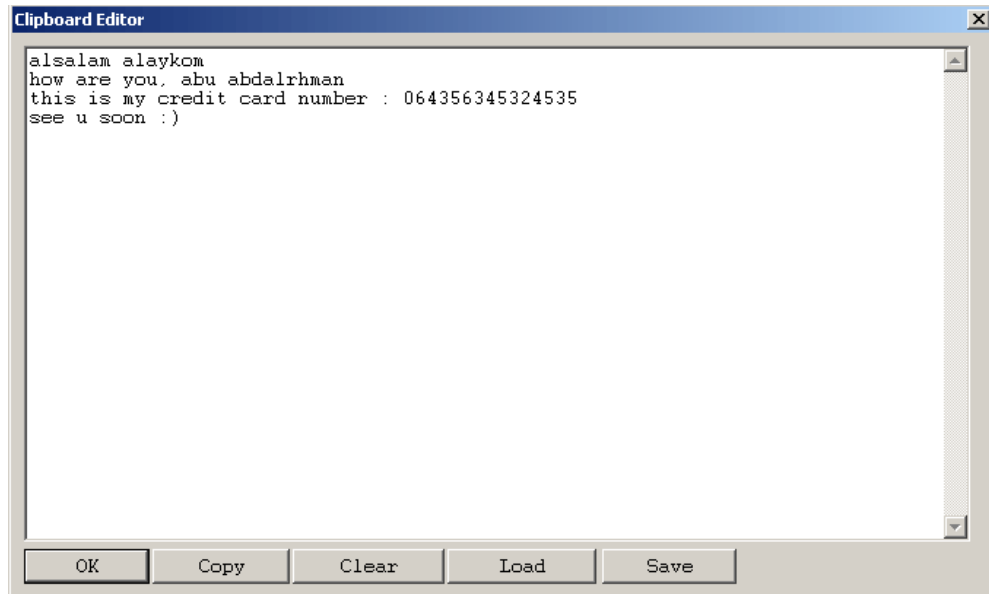 Clipboard Editor
alsalam alaykom
how are you, abu abdalrhman
this is my credit card number : 064356345324535
see u soon :)
OK Copy Clear Load Save